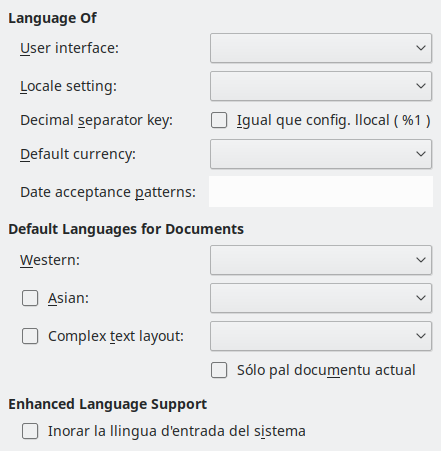 Language Of
User interface:
Locale setting:
Decimal separator key:
Igual que config. llocal ( %1 )
Default currency:
Date acceptance patterns:
Default Languages for Documents
Western:
Asian:
Complex text layout:
Sólo pal documentu actual
Enhanced Language Support
Inorar la llingua d'entrada del sistema